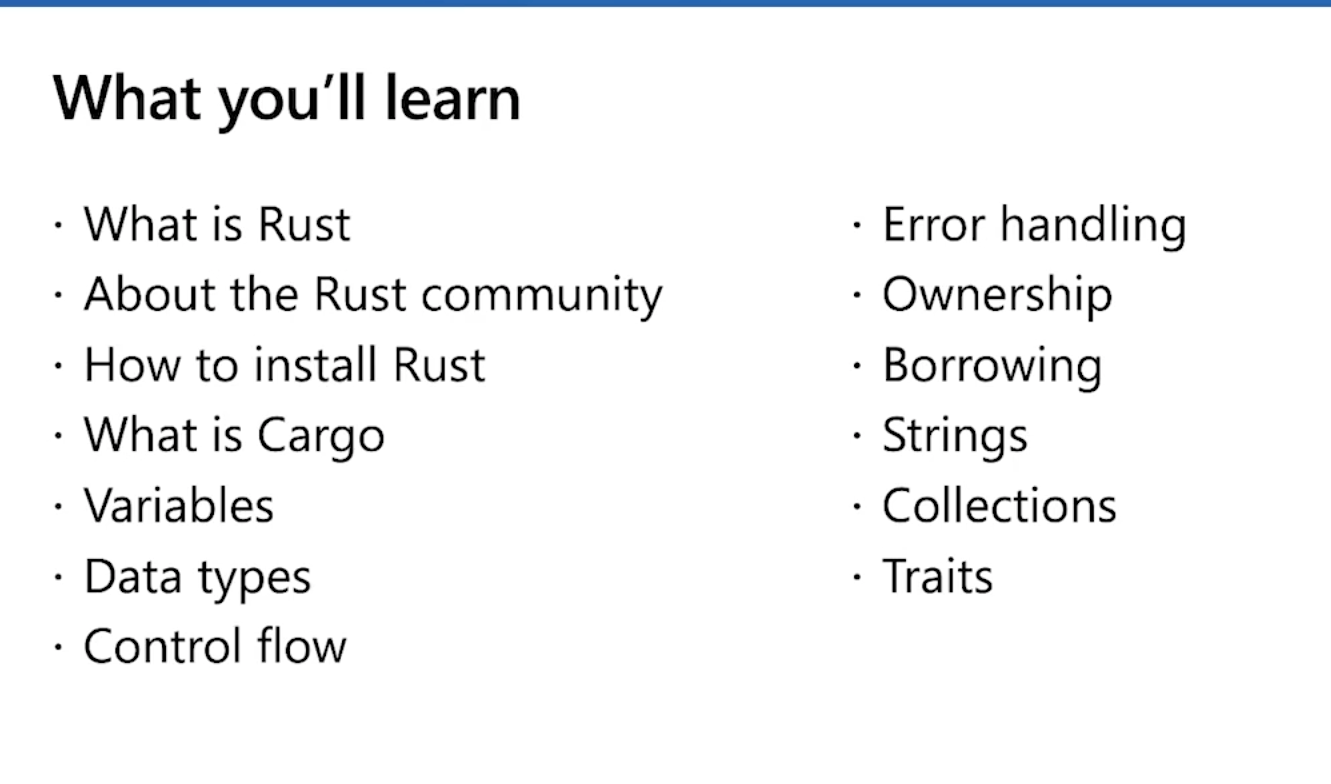 What you’ll learn
· What is Rust
· About the Rust community
· How to install Rust
· What is Cargo
· Variables
· Data types
· Control flow
· Error handling
· Ownership
· Borrowing
· Strings
· Collections
· Traits